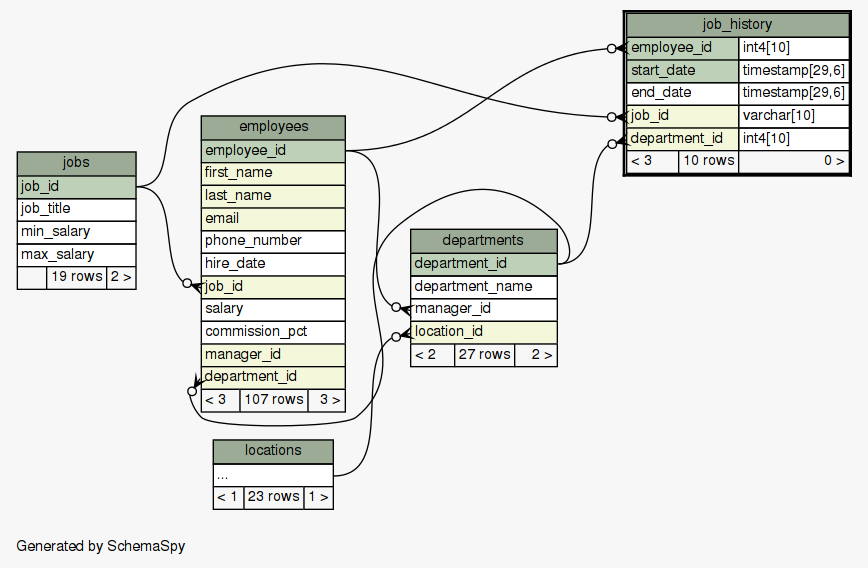 job_history
employee_id int4[10]
start_date timestamp[29,6]
end_date timestamp[29,6]
job_id varchar[10]
department_id int4[10]
< 3 10 rows 0 >
employees
employee_id
first_name
last_name
email
phone_number
hire_date
job_id
salary
commission_pct
manager_id
department_id
< 3 107 rows 3 >
jobs
job_id
job_title
min_salary
max_salary
19 rows 2 >
departments
department_id
department_name
manager_id
location_id
< 2 27 rows 2 >
locations
...
< 1 23 rows 1 >
Generated by SchemaSpy